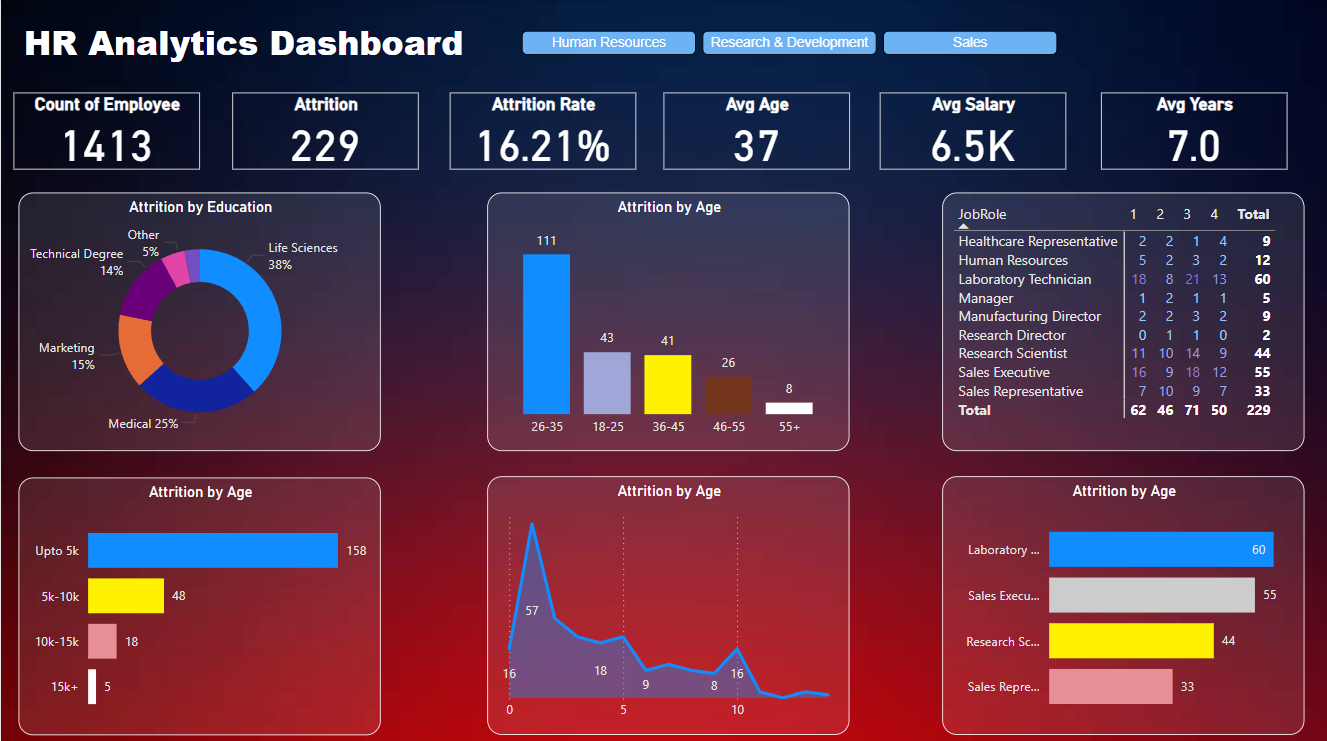 HR Analytics Dashboard
Human Resources Research & Development Sales
Count of Employee
1413
Attrition
229
Attrition Rate
16.21%
Avg Age
37
Avg Salary
6.5K
Avg Years
7.0
Attrition by Education
Other
5%
Life Sciences
38%
Technical Degree
14%
Marketing
15%
Medical 25%
Attrition by Age
111
43
41
26
8
26-35 18-25 36-45 46-55 55+
JobRole 1 2 3 4 Total
Healthcare Representative 2 2 1 4 9
Human Resources 5 2 3 2 12
Laboratory Technician 18 8 21 13 60
Manager 1 2 1 1 5
Manufacturing Director 2 2 3 2 9
Research Director 0 1 1 0 2
Research Scientist 11 10 14 9 44
Sales Executive 16 9 18 12 55
Sales Representative 7 10 9 7 33
Total 62 46 71 50 229
Attrition by Age
Upto 5k 158
5k-10k 48
10k-15k 18
15k+ 5
Attrition by Age
57
16 18 9 8 16
0 5 10
Attrition by Age
Laboratory ... 60
Sales Execu... 55
Research Sc... 44
Sales Repre... 33